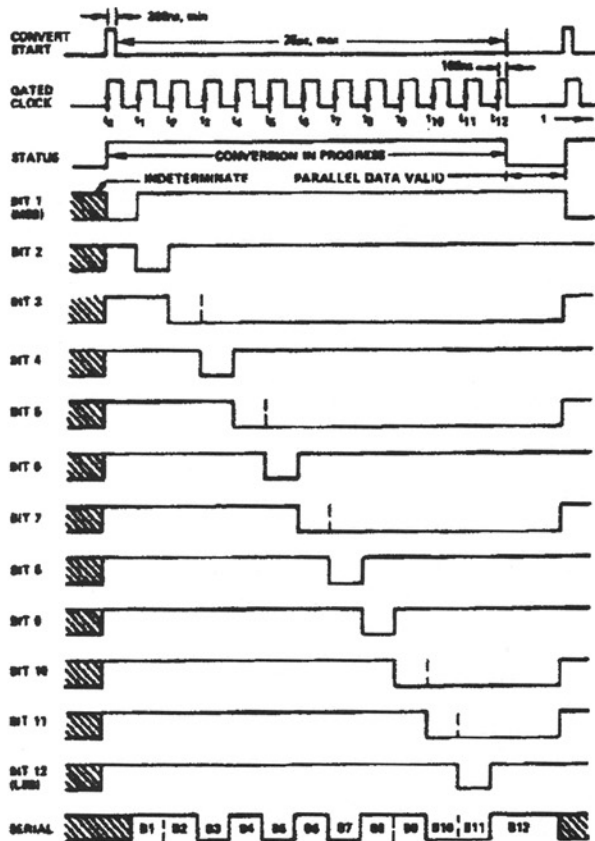 200ns, min
CONVERT START
25μs, max
100ns
GATED CLOCK
t0 t1 t2 t3 t4 t5 t6 t7 t8 t9 t10 t11 t12 t
STATUS
CONVERSION IN PROGRESS
INDETERMINATE PARALLEL DATA VALID
BIT 1 (MSB)
BIT 2
BIT 3
BIT 4
BIT 5
BIT 6
BIT 7
BIT 8
BIT 9
BIT 10
BIT 11
BIT 12 (LSB)
SERIAL B1 B2 B3 B4 B5 B6 B7 B8 B9 B10 B11 B12